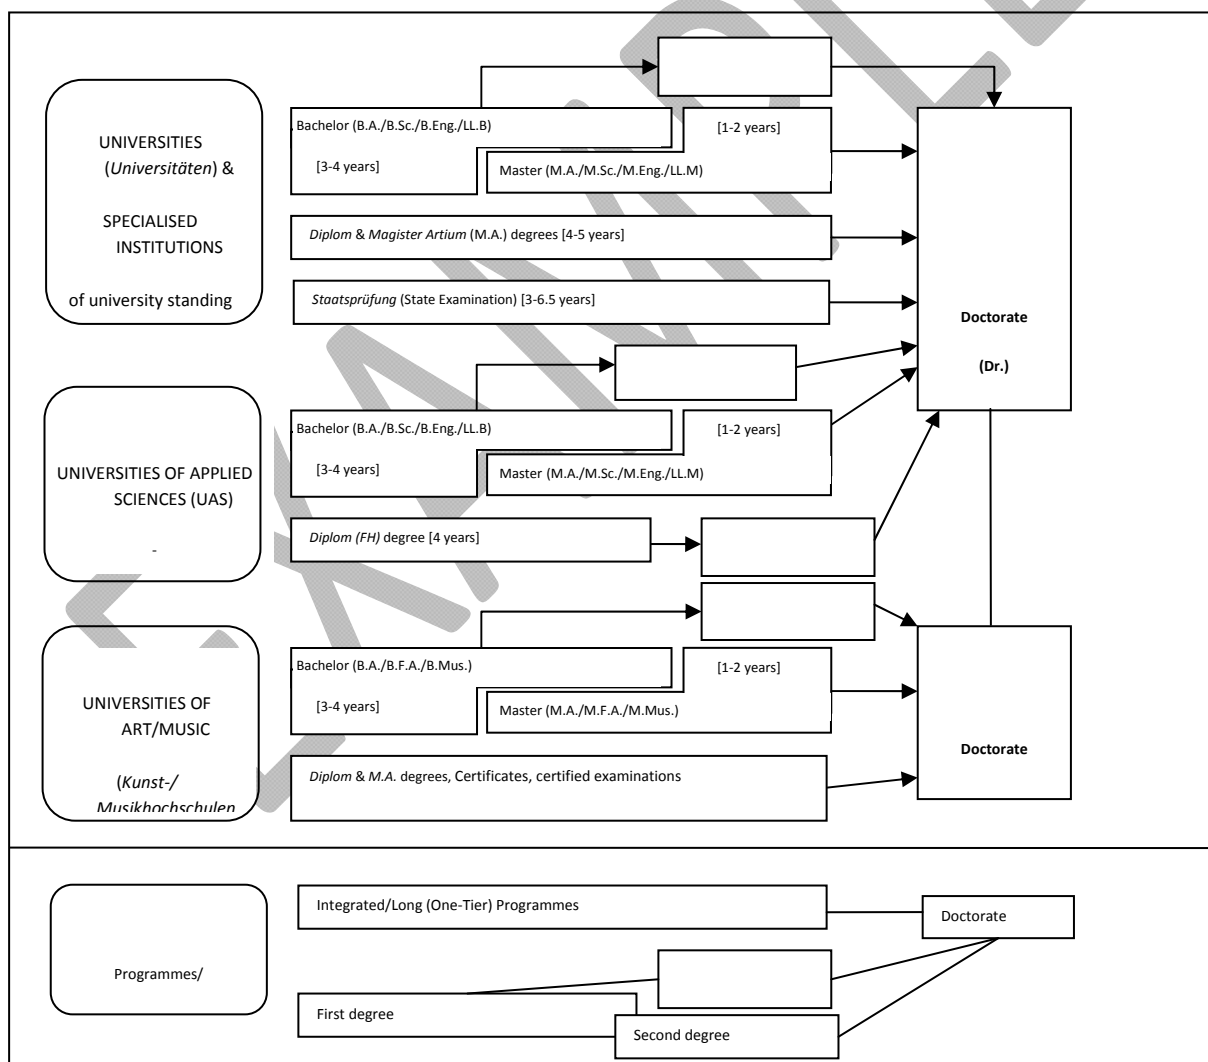 UNIVERSITIES
(Universitäten) &
SPECIALISED
INSTITUTIONS
of university standing
Bachelor (B.A./B.Sc./B.Eng./LL.B)
[3-4 years]
[1-2 years]
Master (M.A./M.Sc./M.Eng./LL.M)
Diplom & Magister Artium (M.A.) degrees [4-5 years]
Staatsprüfung (State Examination) [3-6.5 years]
Doctorate
(Dr.)
UNIVERSITIES OF APPLIED
SCIENCES (UAS)
-
Bachelor (B.A./B.Sc./B.Eng./LL.B)
[3-4 years]
[1-2 years]
Master (M.A./M.Sc./M.Eng./LL.M)
Diplom (FH) degree [4 years]
UNIVERSITIES OF
ART/MUSIC
(Kunst-/
Musikhochschulen
Bachelor (B.A./B.F.A./B.Mus.)
[3-4 years]
[1-2 years]
Master (M.A./M.F.A./M.Mus.)
Diplom & M.A. degrees, Certificates, certified examinations
Doctorate
Programmes/
Integrated/Long (One-Tier) Programmes
Doctorate
First degree
Second degree